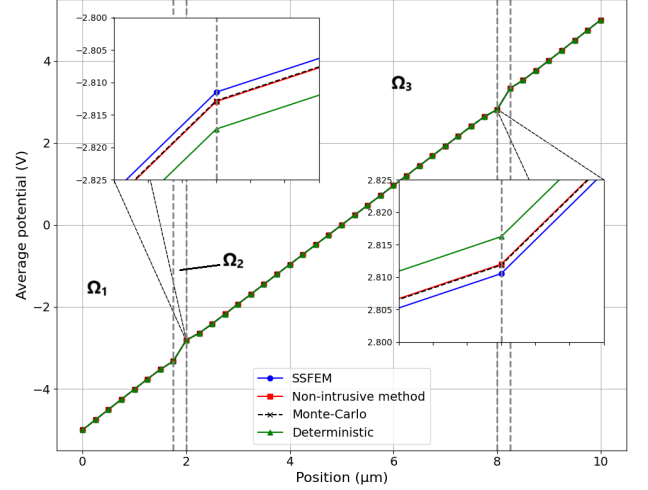 −2.800
−2.805
−2.810
−2.815
−2.820
−2.825
4
2
0
−2
−4
Average potential (V)
Ω1
Ω2
Ω3
2.825
2.820
2.815
2.810
2.805
2.800
SSFEM
Non-intrusive method
Monte-Carlo
Deterministic
0
2
4
6
8
10
Position (μm)